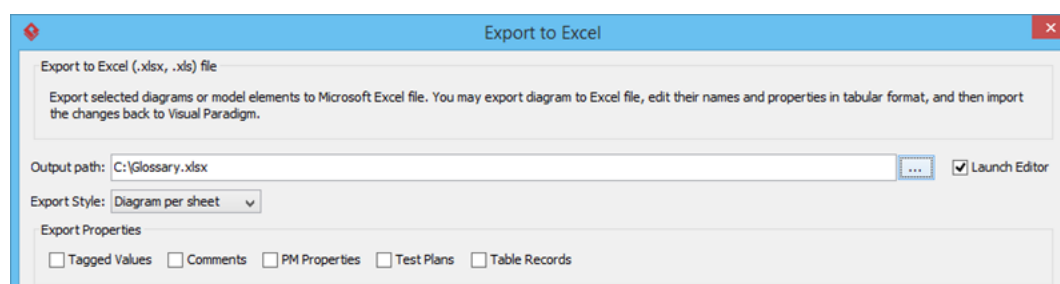 Export to Excel
Export to Excel (.xlsx, .xls) file
Export selected diagrams or model elements to Microsoft Excel file. You may export diagram to Excel file, edit their names and properties in tabular format, and then import
the changes back to Visual Paradigm.
Output path: C:\Glossary.xlsx ... Launch Editor
Export Style: Diagram per sheet
Export Properties
Tagged Values Comments PM Properties Test Plans Table Records